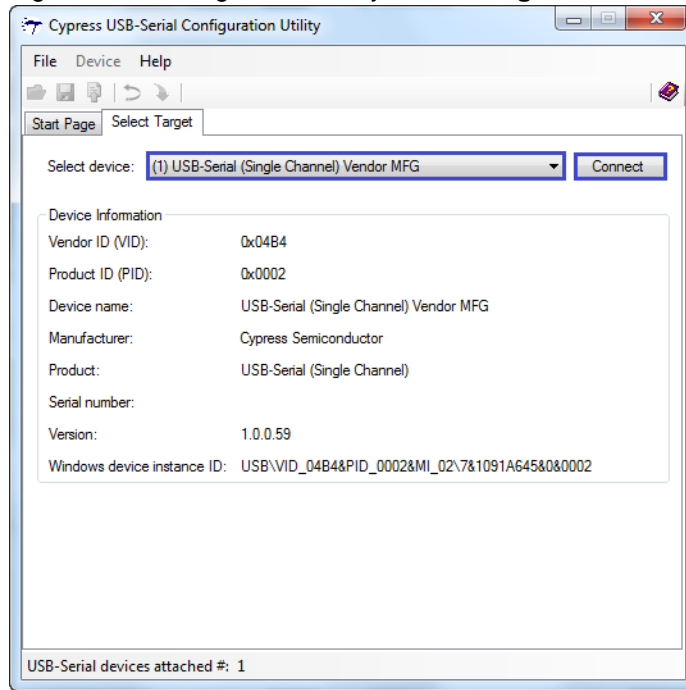 Cypress USB-Serial Configuration Utility
File Device Help
Start Page Select Target
Select device: (1) USB-Serial (Single Channel) Vendor MFG Connect
Device Information
Vendor ID (VID): 0x04B4
Product ID (PID): 0x0002
Device name: USB-Serial (Single Channel) Vendor MFG
Manufacturer: Cypress Semiconductor
Product: USB-Serial (Single Channel)
Serial number:
Version: 1.0.0.59
Windows device instance ID: USB\VID_04B4&PID_0002&MI_02\7&1091A645&0&0002
USB-Serial devices attached #: 1